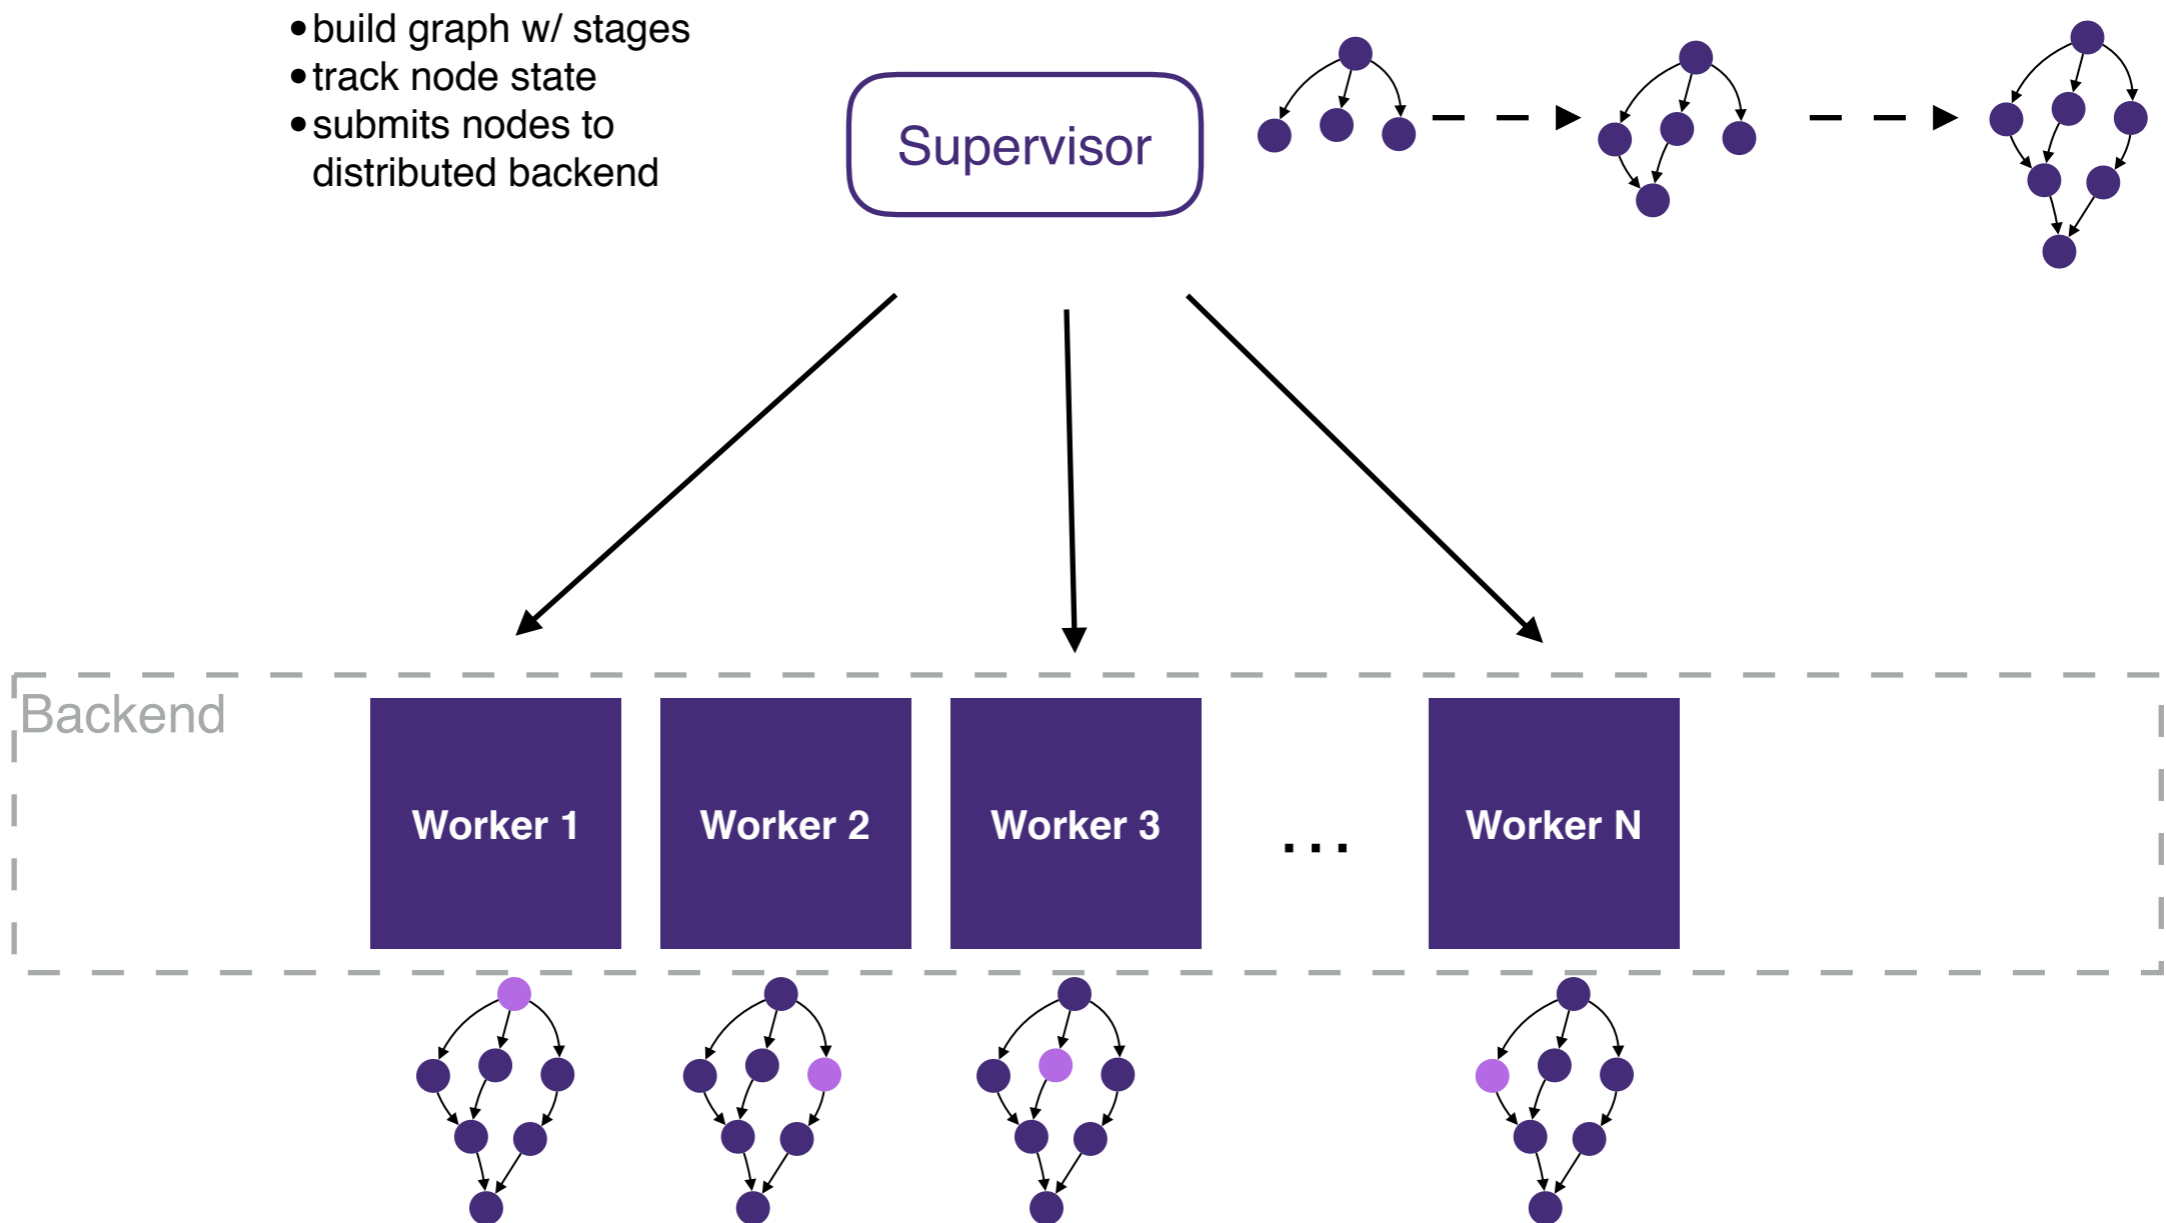 •build graph w/ stages
•track node state
•submits nodes to
distributed backend
Supervisor
Backend
Worker 1
Worker 2
Worker 3
...
Worker N